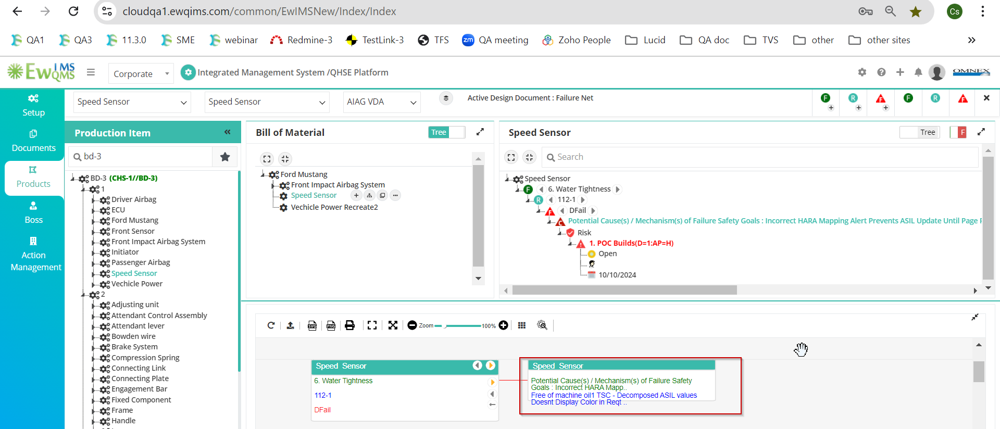 cloudqa1.ewqims.com/common/EwIMSNew/Index/Index
Cs
QA1
QA3
11.3.0
SME
webinar
Redmine-3
TestLink-3
TFS
zm QA meeting
Zoho People
Lucid
QA doc
TVS
other
other sites
Ew IMS QMS
Corporate
Integrated Management System /QHSE Platform
OMNEX
Setup
Documents
Products
Boss
Action Management
Speed Sensor
Speed Sensor
AIAG VDA
Active Design Document : Failure Net
F
R
F
F
R
Production Item
bd-3
BD-3 (CHS-1//BD-3)
1
Driver Airbag
ECU
Ford Mustang
Front Sensor
Front Impact Airbag System
Initiator
Passenger Airbag
Speed Sensor
Vechicle Power
2
Adjusting unit
Attendant Control Assembly
Attendant lever
Bowden wire
Brake System
Compression Spring
Connecting Link
Connecting Plate
Engagement Bar
Fixed Component
Frame
Handle
Bill of Material
Tree
Ford Mustang
Front Impact Airbag System
Speed Sensor
Vechicle Power Recreate2
Speed Sensor
Tree
F
Search
Speed Sensor
F 6. Water Tightness
R 112-1
F DFail
C Potential Cause(s) / Mechanism(s) of Failure Safety Goals : Incorrect HARA Mapping Alert Prevents ASIL Update Until Page
Risk
1. POC Builds(D=1:AP=H)
Open
10/10/2024
SVG
PNG
Zoom
100%
Speed Sensor
6. Water Tightness
112-1
DFail
Speed Sensor
Potential Cause(s) / Mechanism(s) of Failure Safety
Goals : Incorrect HARA Mapp..
Free of machine oil1 TSC - Decomposed ASIL values
Doesnt Display Color in Reqt ..